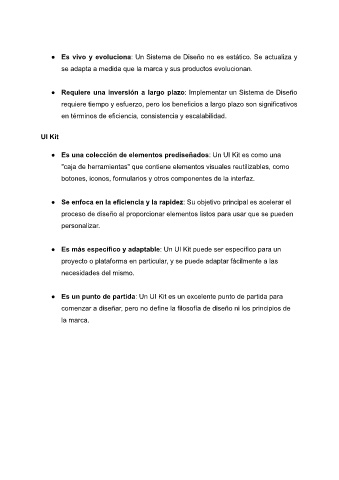 ● Es vivo y evoluciona: Un Sistema de Diseño no es estático. Se actualiza y
se adapta a medida que la marca y sus productos evolucionan.
● Requiere una inversión a largo plazo: Implementar un Sistema de Diseño
requiere tiempo y esfuerzo, pero los beneficios a largo plazo son significativos
en términos de eficiencia, consistencia y escalabilidad.
UI Kit
● Es una colección de elementos prediseñados: Un UI Kit es como una
"caja de herramientas" que contiene elementos visuales reutilizables, como
botones, iconos, formularios y otros componentes de la interfaz.
● Se enfoca en la eficiencia y la rapidez: Su objetivo principal es acelerar el
proceso de diseño al proporcionar elementos listos para usar que se pueden
personalizar.
● Es más específico y adaptable: Un UI Kit puede ser específico para un
proyecto o plataforma en particular, y se puede adaptar fácilmente a las
necesidades del mismo.
● Es un punto de partida: Un UI Kit es un excelente punto de partida para
comenzar a diseñar, pero no define la filosofía de diseño ni los principios de
la marca.